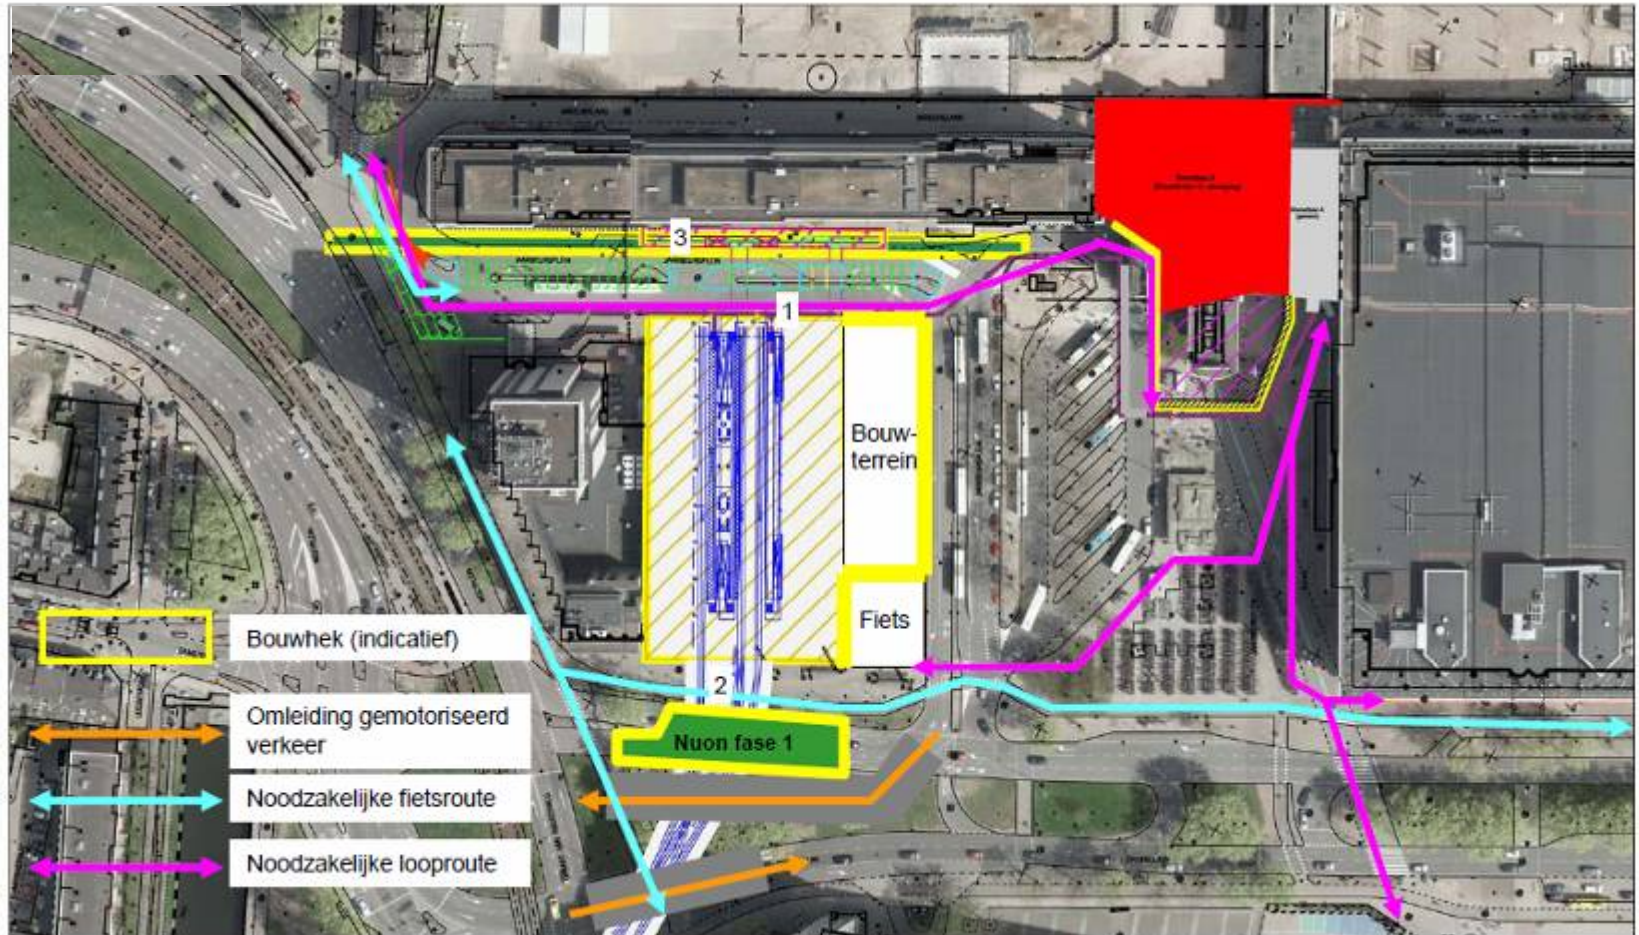 3
1
Bouw-
terrein
Fiets
2
Nuon fase 1
Bouwhek (indicatief)
Omleiding gemotoriseerd
verkeer
Noodzakelijke fietsroute
Noodzakelijke looproute